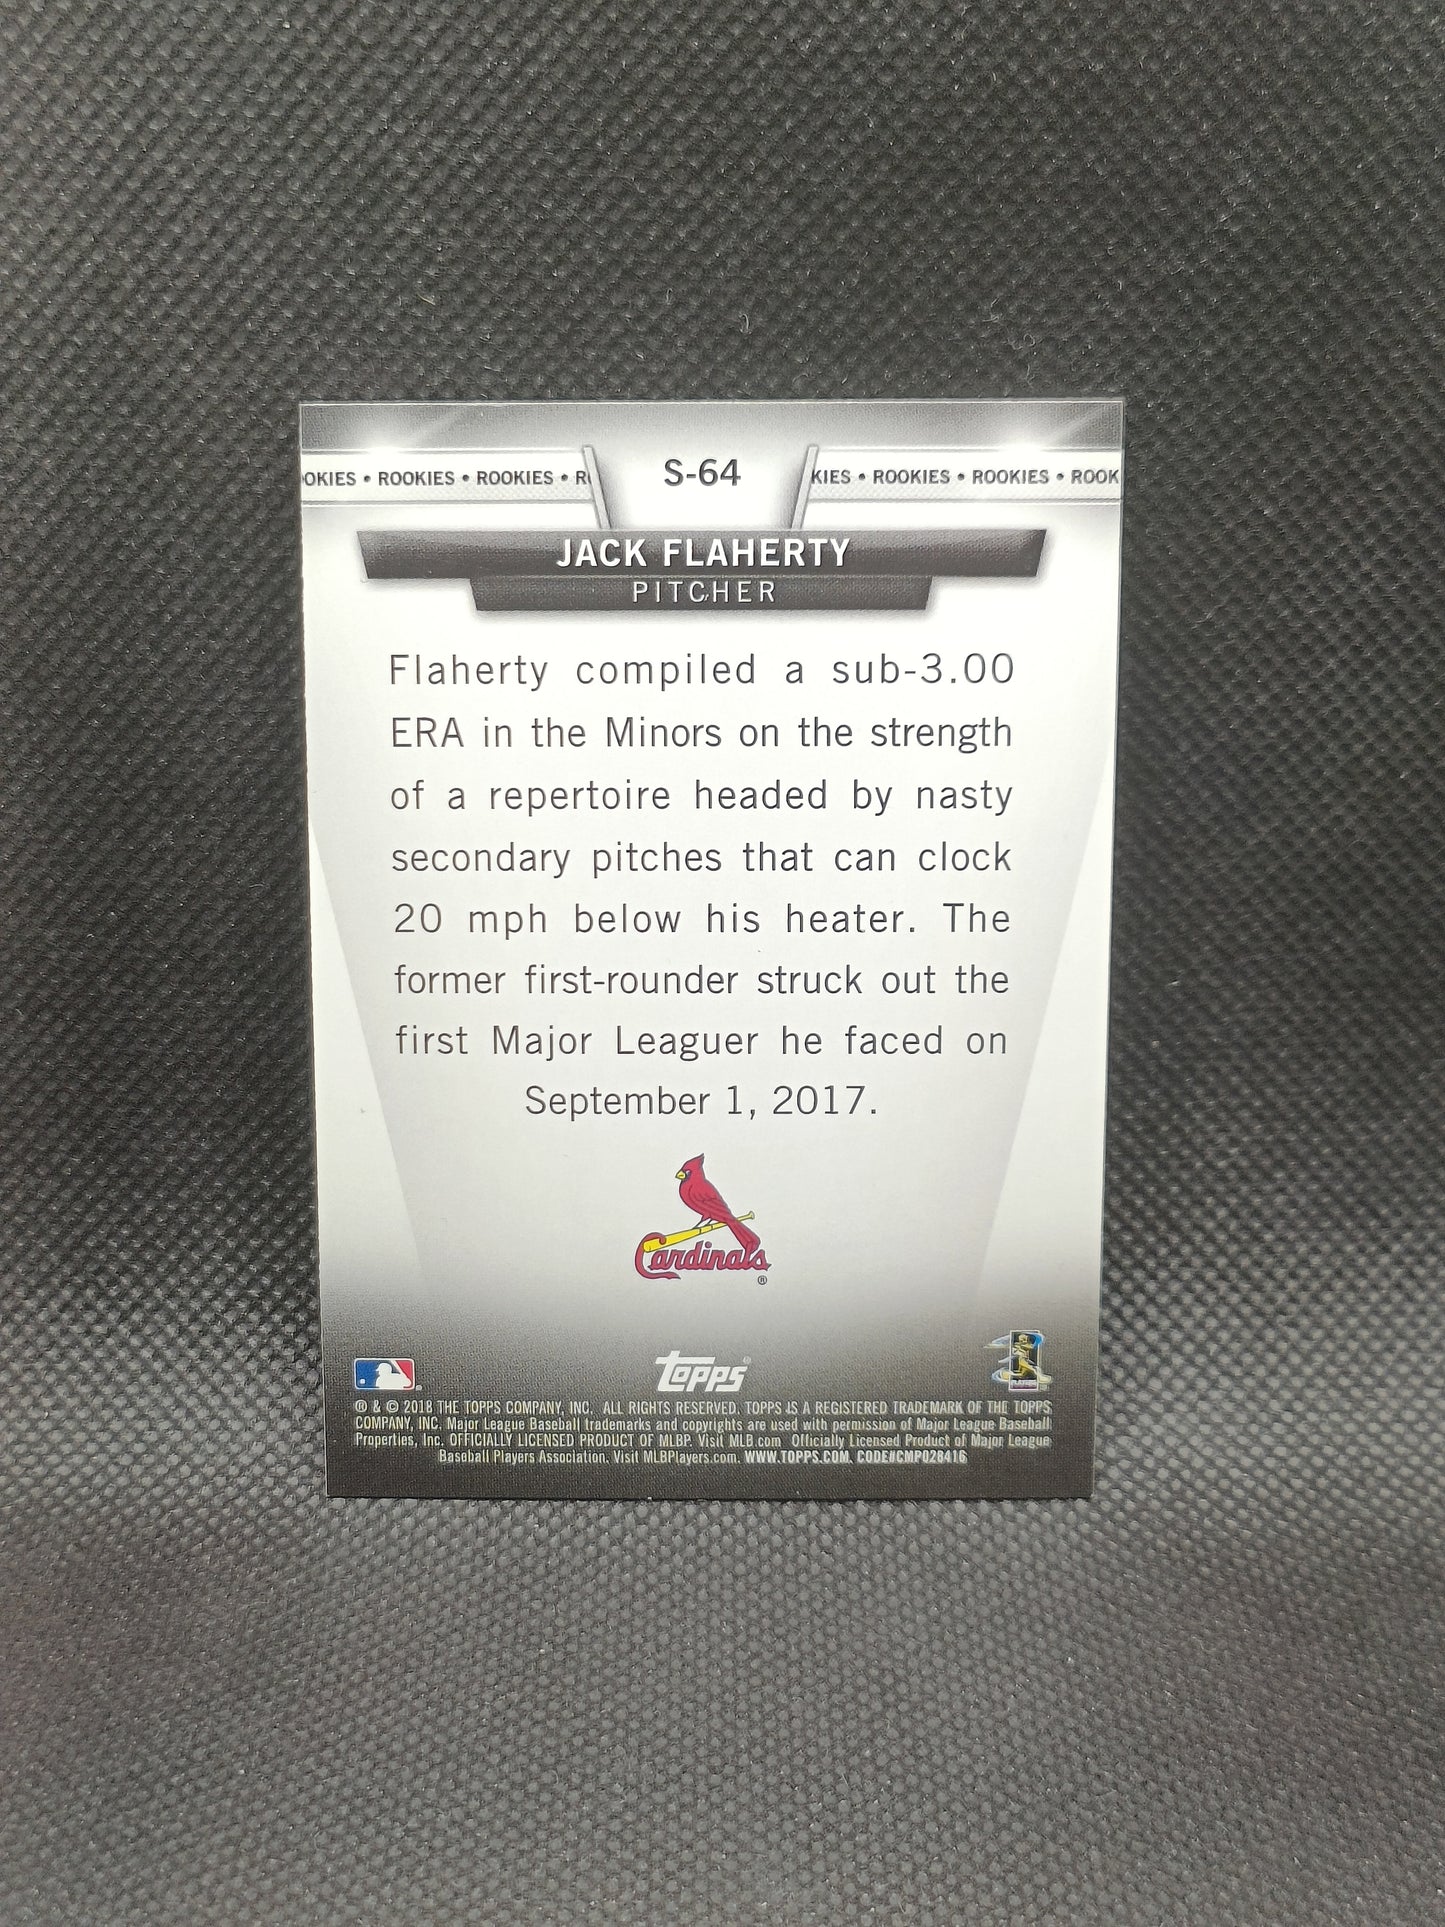 OKIES • ROOKIES • ROOKIES • R
S-64
KIES • ROOKIES • ROOKIES • ROOK
JACK FLAHERTY
PITCHER
Flaherty compiled a sub-3.00
ERA in the Minors on the strength
of a repertoire headed by nasty
secondary pitches that can clock
20 mph below his heater. The
former first-rounder struck out the
first Major Leaguer he faced on
September 1, 2017.
Cardinals
®
Topps
® & © 2018 THE TOPPS COMPANY, INC. ALL RIGHTS RESERVED. TOPPS IS A REGISTERED TRADEMARK OF THE TOPPS
COMPANY, INC. Major League Baseball trademarks and copyrights are used with permission of Major League Baseball
Properties, Inc. OFFICIALLY LICENSED PRODUCT OF MLBP. Visit MLB.com Officially Licensed Product of Major League
Baseball Players Association. Visit MLBPlayers.com. WWW.TOPPS.COM. CODE#CMP028416